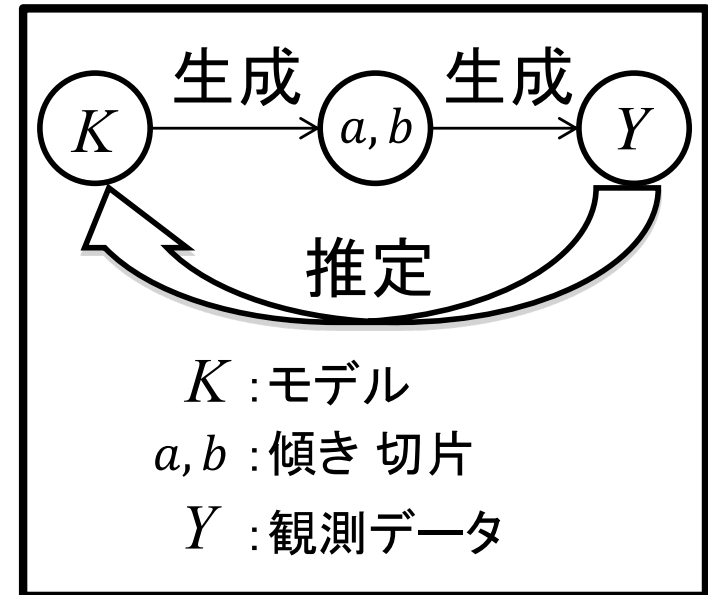 生成 生成
K a, b Y
推定
K :モデル
a, b :傾き 切片
Y :観測データ